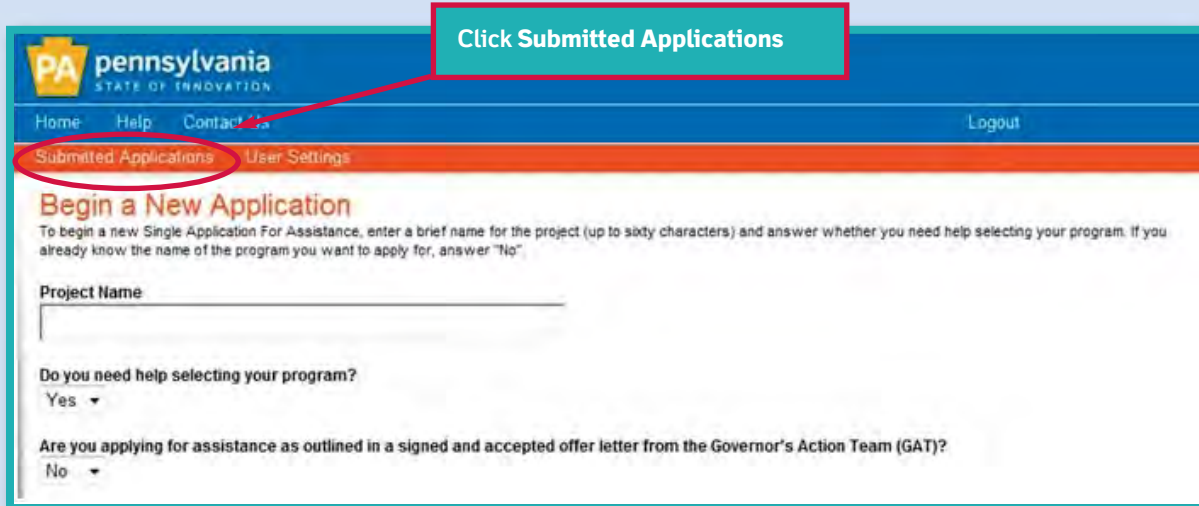 Click Submitted Applications
PA pennsylvania
STATE OF INNOVATION
Home Help Contact Us Logout
Submitted Applications User Settings
Begin a New Application
To begin a new Single Application For Assistance, enter a brief name for the project (up to sixty characters) and answer whether you need help selecting your program. If you
already know the name of the program you want to apply for, answer "No".
Project Name
Do you need help selecting your program?
Yes
Are you applying for assistance as outlined in a signed and accepted offer letter from the Governor's Action Team (GAT)?
No